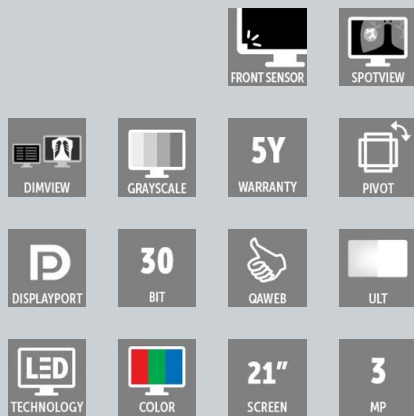 FRONT SENSOR
SPOTVIEW
DIMVIEW
GRAYSCALE
5Y
WARRANTY
PIVOT
DISPLAYPORT
30
BIT
QAWEB
ULT
LED
TECHNOLOGY
COLOR
21"
SCREEN
3
MP